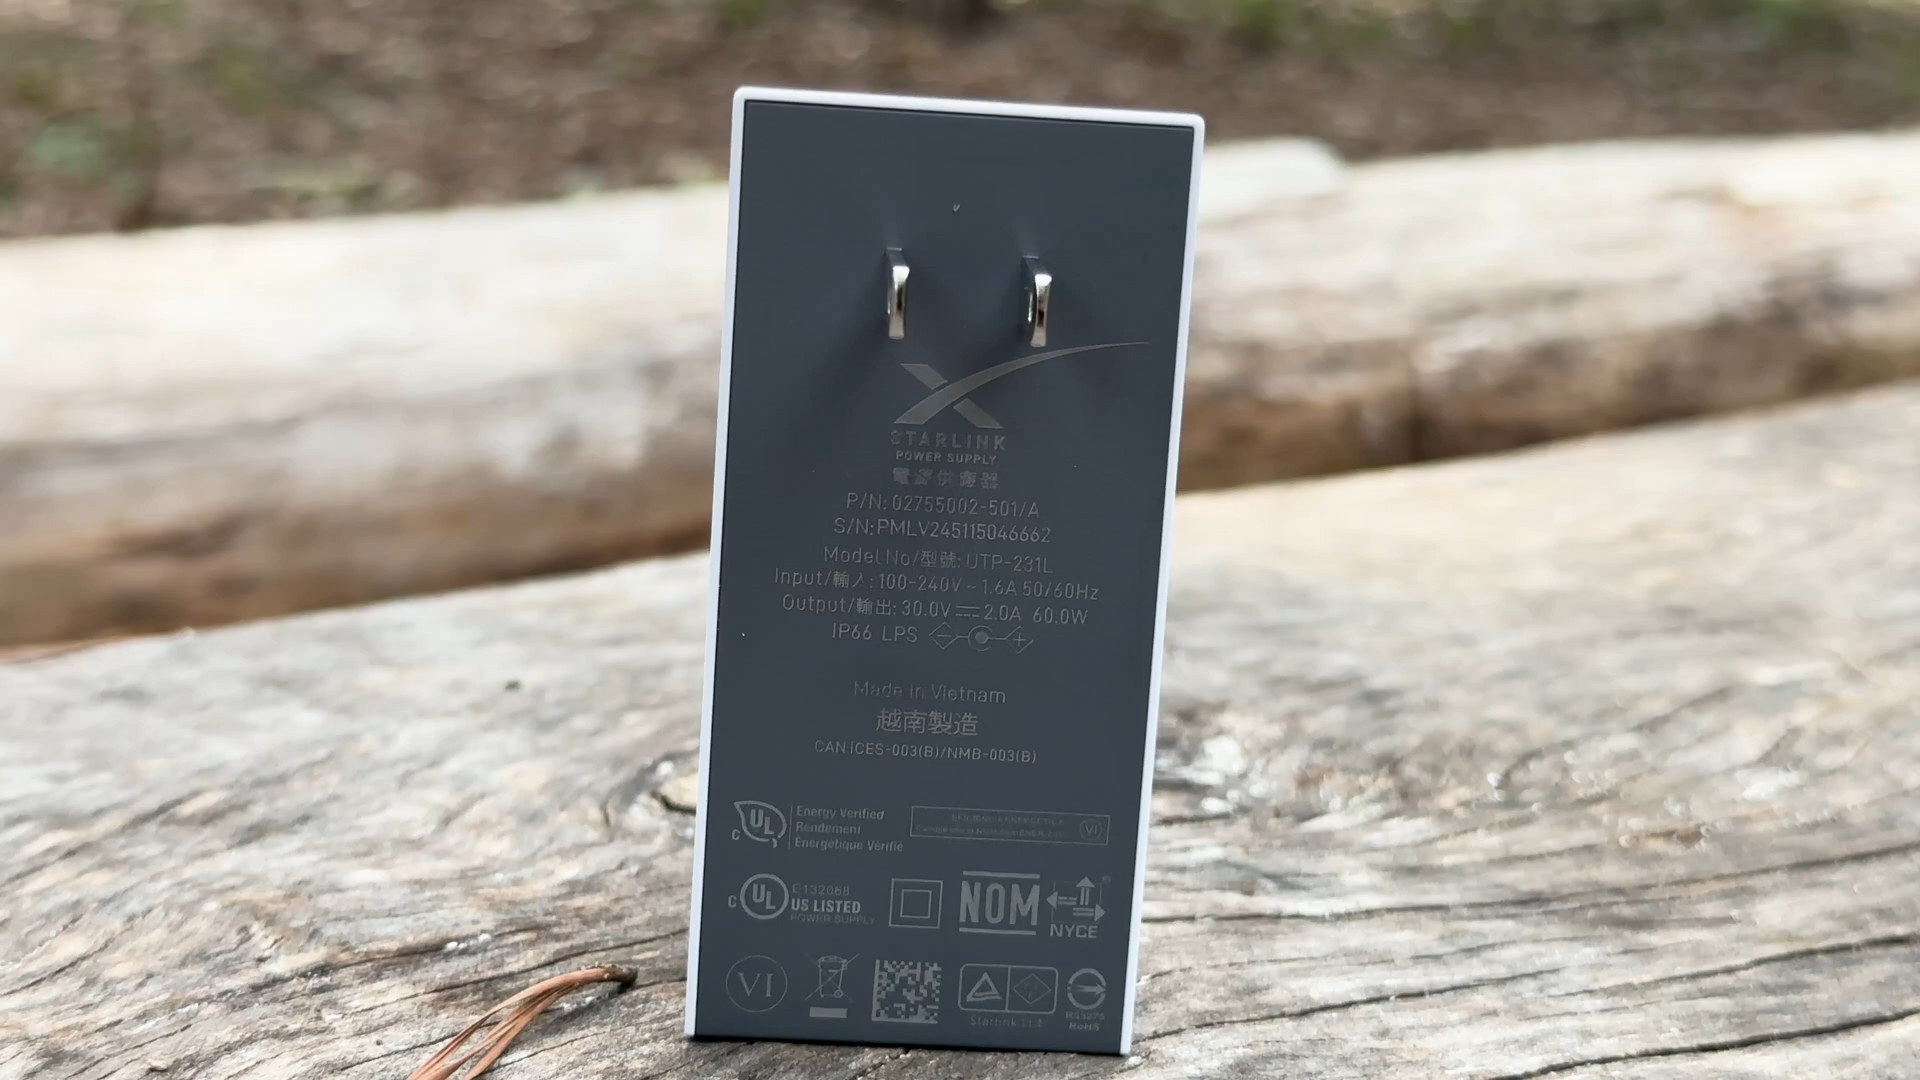 STARLINK
POWER SUPPLY
電源供應器
P/N: 02755002-501/A
S/N: PMLV245115046662
Model No/型號: UTP-231L
Input/輸入: 100-240V ~ 1.6A 50/60Hz
Output/輸出: 30.0V ⎓ 2.0A 60.0W
IP66 LPS
Made in Vietnam
越南製造
CAN ICES-003(B)/NMB-003(B)
C UL Energy Verified
Rendement
Énergétique Vérifié
VI
C UL E132068
US LISTED
POWER SUPPLY
NOM
NYCE
VI
Starlink
RoHS